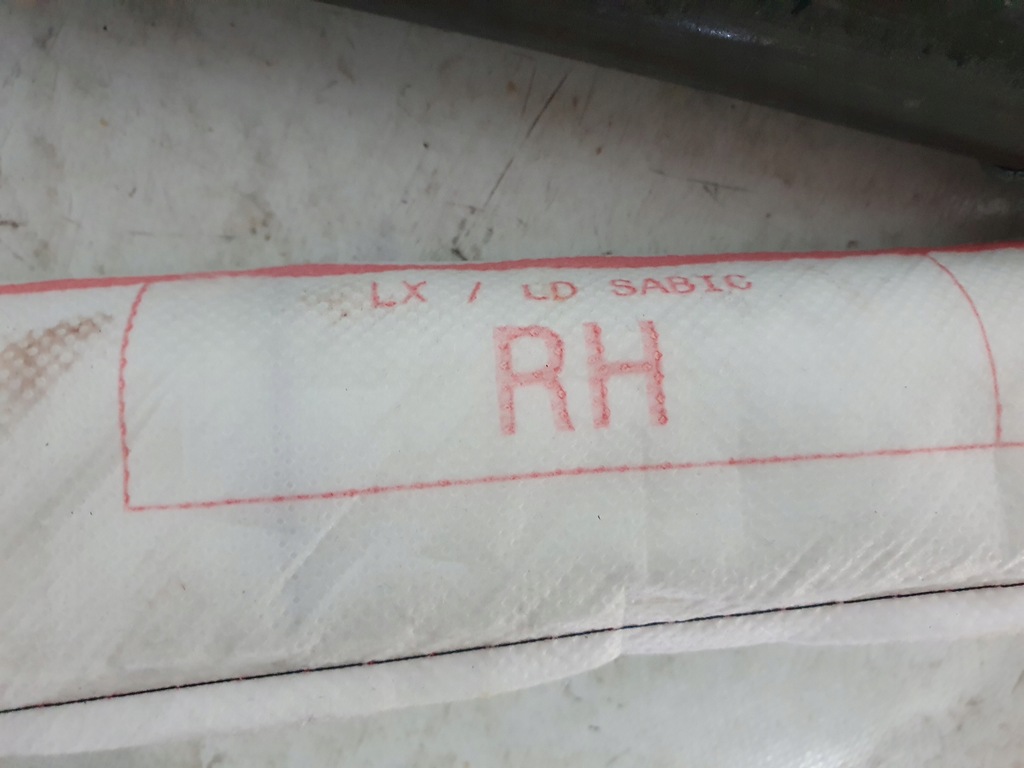 LX / LD SABIC
RH